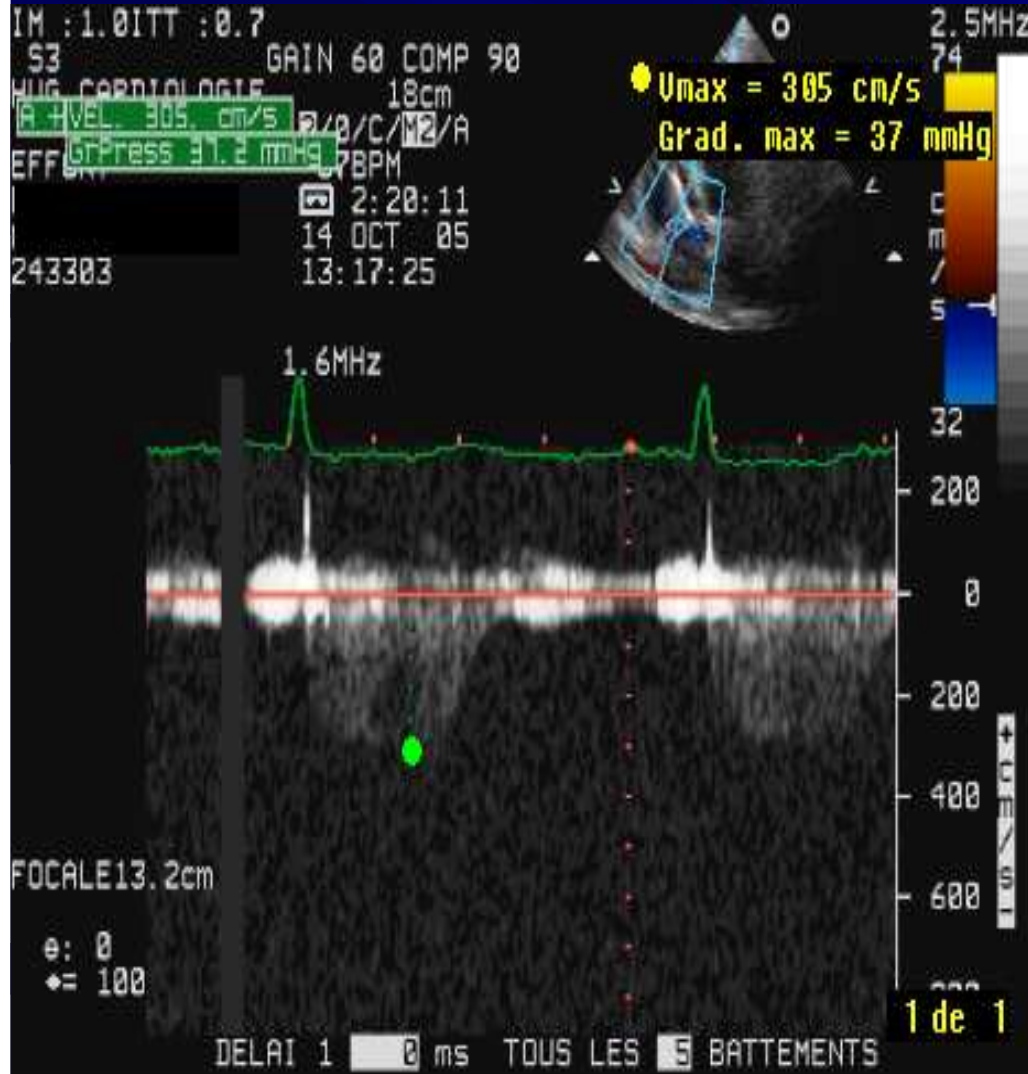 IM :1.0ITT :0.7
2.5MHz
S3
GAIN 60 COMP 90
74
HUG CARDIOLOGIE
18cm
Vmax = 305 cm/s
A +
VEL. 305. cm/s
/0/C/M2/A
Grad. max = 37 mmHg
GrPress 37.2 mmHg
7BPM
2:20:11
14 OCT 05
243303
13:17:25
cm/s
1.6MHz
32
200
0
200
+cm/s-
400
FOCALE13.2cm
600
: 0
= 100
1 de 1
DELAI 1 0 ms TOUS LES 5 BATTEMENTS